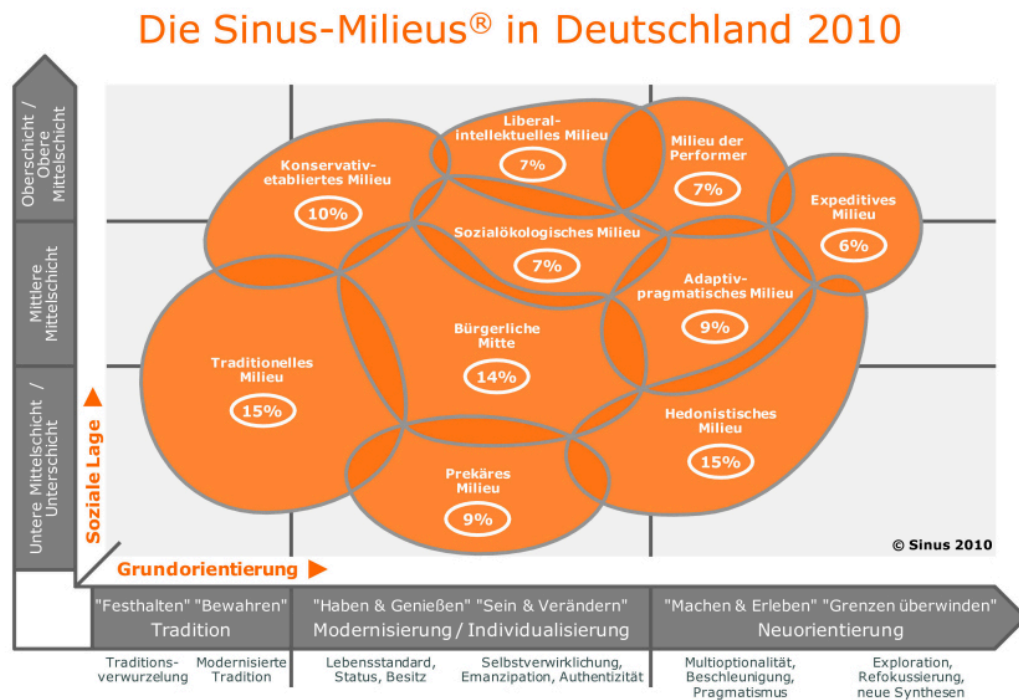 Die Sinus-Milieus® in Deutschland 2010
Oberschicht /
Obere
Mittelschicht
Mittlere
Mittelschicht
Untere Mittelschicht /
Unterschicht
Soziale Lage
Konservativ-
etabliertes Milieu
10%
Liberal-
intellektuelles Milieu
7%
Milieu der
Performer
7%
Expeditives
Milieu
6%
Sozialökologisches Milieu
7%
Adaptiv-
pragmatisches Milieu
9%
Traditionelles
Milieu
15%
Bürgerliche
Mitte
14%
Hedonistisches
Milieu
15%
Prekäres
Milieu
9%
© Sinus 2010
Grundorientierung
"Festhalten" "Bewahren"
Tradition
"Haben & Genießen" "Sein & Verändern"
Modernisierung / Individualisierung
"Machen & Erleben" "Grenzen überwinden"
Neuorientierung
Traditions-
verwurzelung
Modernisierte
Tradition
Lebensstandard,
Status, Besitz
Selbstverwirklichung,
Emanzipation, Authentizität
Multioptionalität,
Beschleunigung,
Pragmatismus
Exploration,
Refokussierung,
neue Synthesen